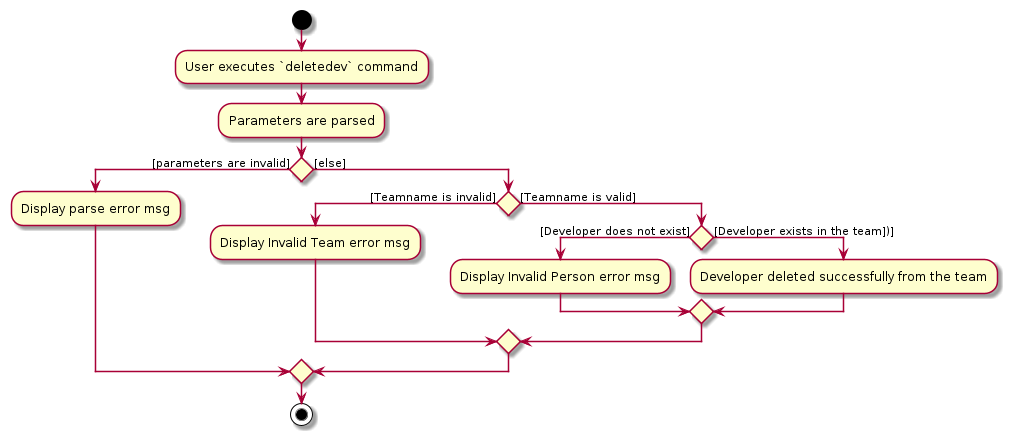 User executes `deletedev` command
Parameters are parsed
[parameters are invalid]
[else]
Display parse error msg
[Teamname is invalid]
[Teamname is valid]
Display Invalid Team error msg
[Developer does not exist]
[Developer exists in the team])]
Display Invalid Person error msg
Developer deleted successfully from the team